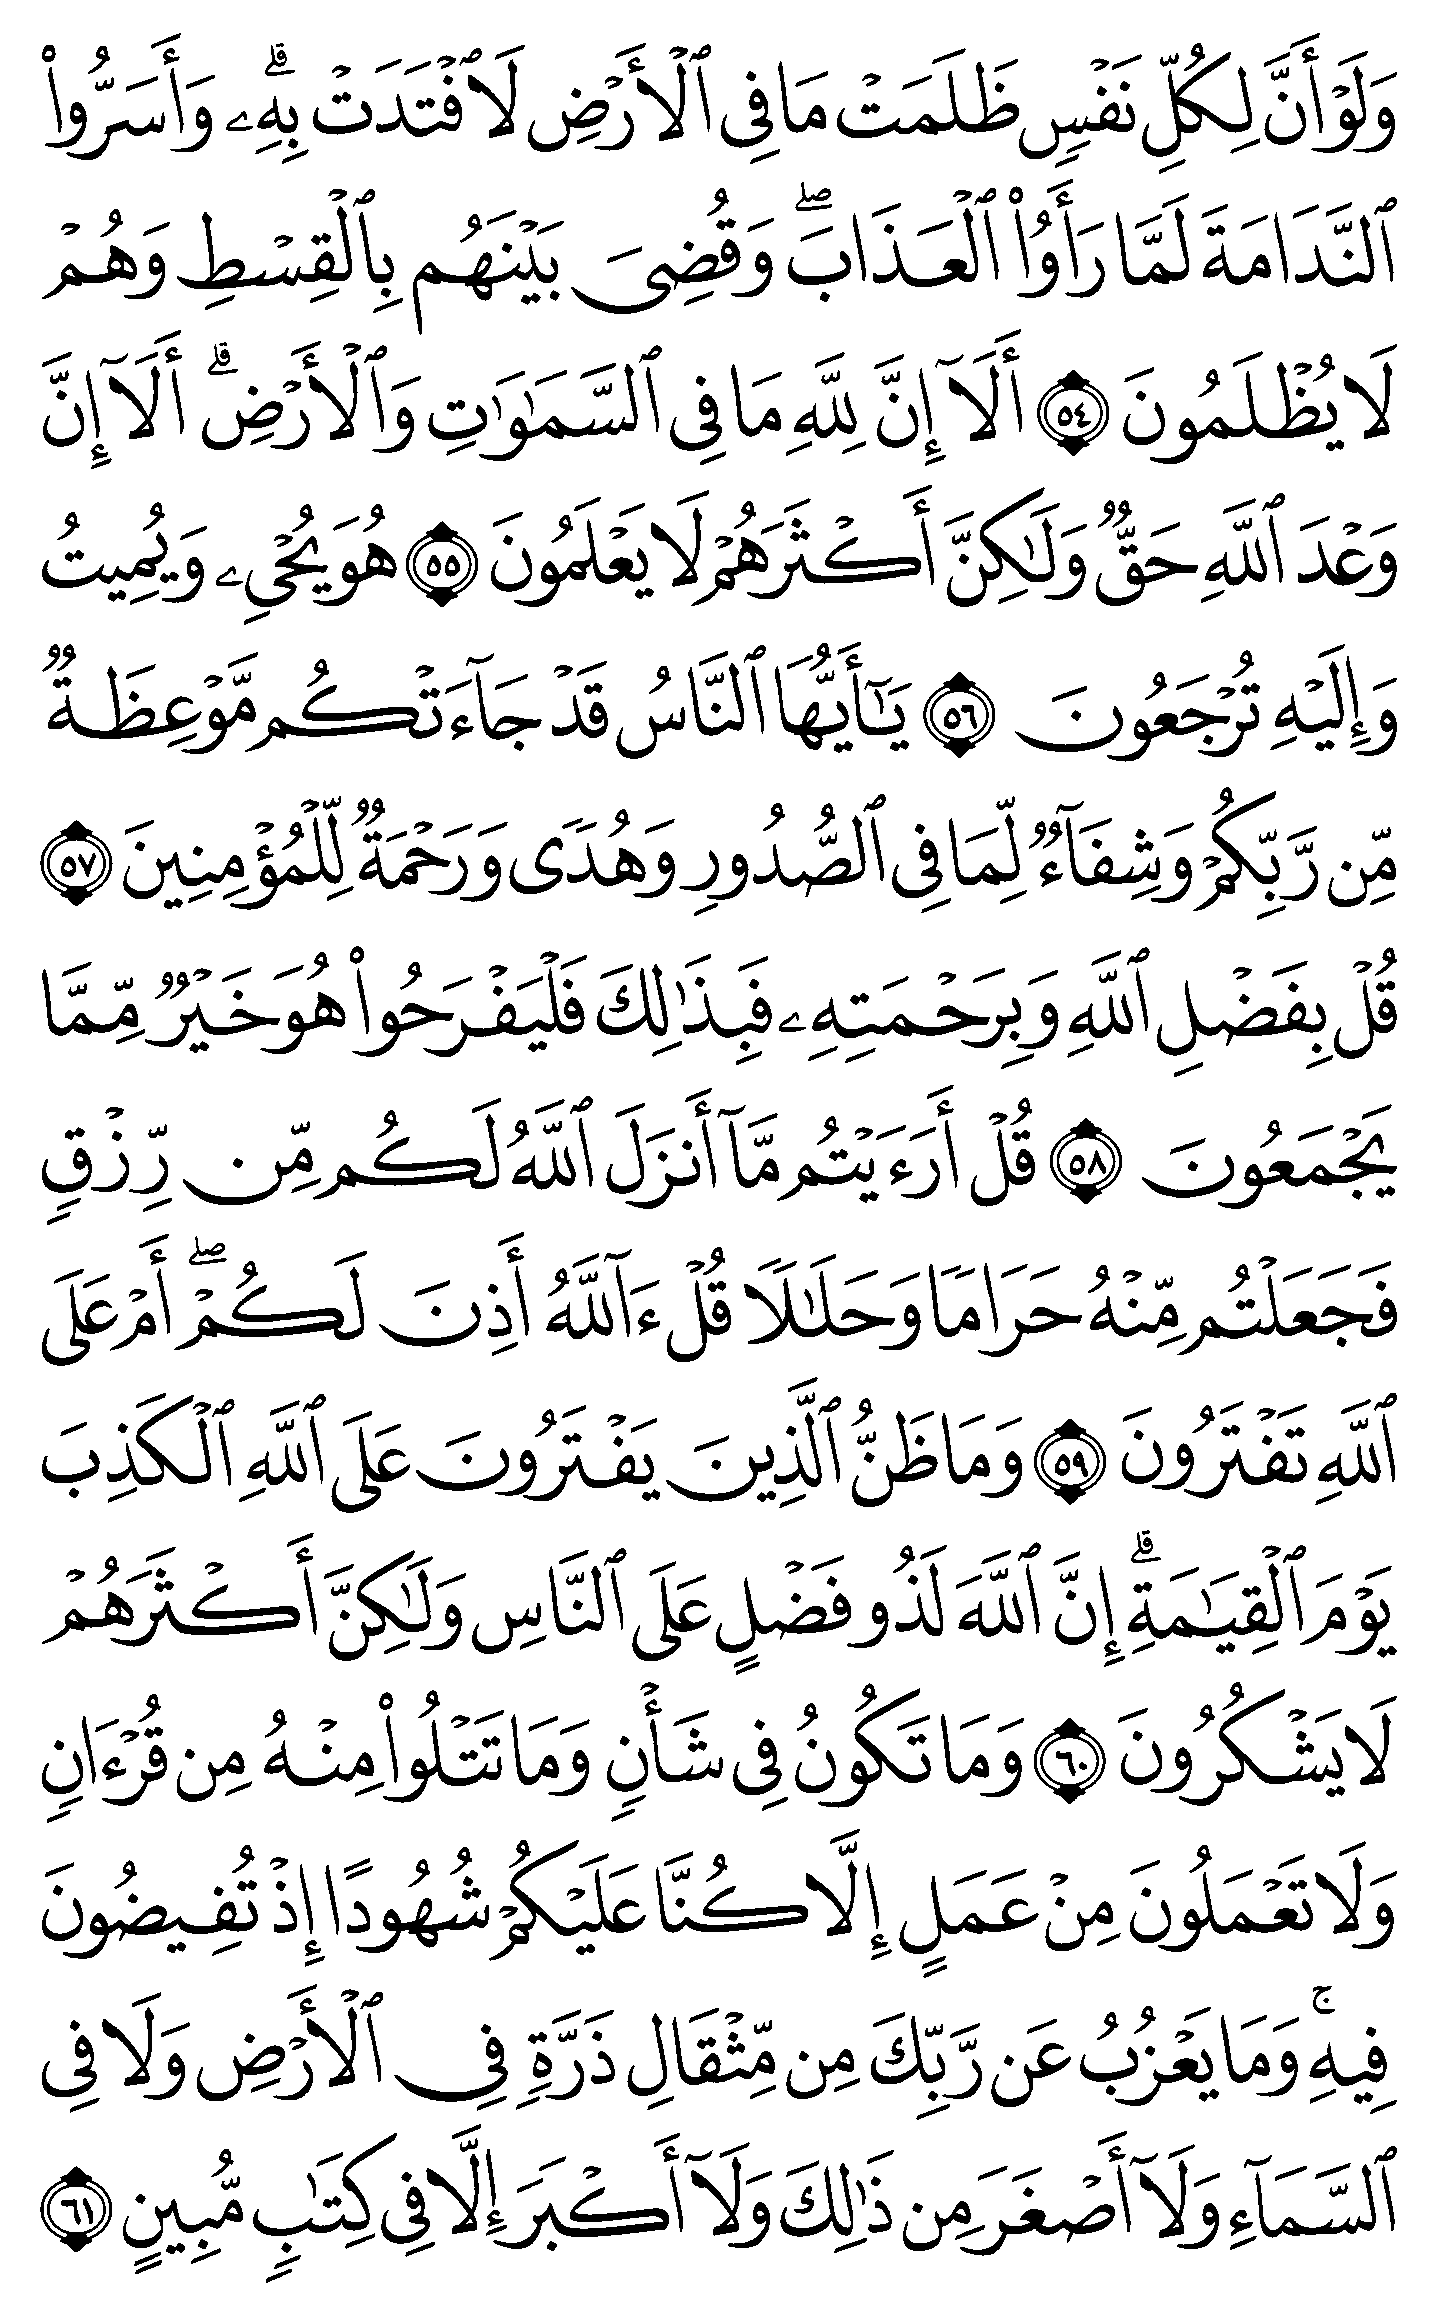 وَلَوۡ أَنَّ لِكُلِّ نَفۡسٖ ظَلَمَتۡ مَا فِي ٱلۡأَرۡضِ لَٱفۡتَدَتۡ بِهِۦۗ وَأَسَرُّواْ
ٱلنَّدَامَةَ لَمَّا رَأَوُاْ ٱلۡعَذَابَۖ وَقُضِيَ بَيۡنَهُم بِٱلۡقِسۡطِ وَهُمۡ
لَا يُظۡلَمُونَ ٥٤ أَلَآ إِنَّ لِلَّهِ مَا فِي ٱلسَّمَٰوَٰتِ وَٱلۡأَرۡضِۗ أَلَآ إِنَّ
وَعۡدَ ٱللَّهِ حَقّٞ وَلَٰكِنَّ أَكۡثَرَهُمۡ لَا يَعۡلَمُونَ ٥٥ هُوَ يُحۡيِۦ وَيُمِيتُ
وَإِلَيۡهِ تُرۡجَعُونَ ٥٦ يَٰٓأَيُّهَا ٱلنَّاسُ قَدۡ جَآءَتۡكُم مَّوۡعِظَةٞ
مِّن رَّبِّكُمۡ وَشِفَآءٞ لِّمَا فِي ٱلصُّدُورِ وَهُدٗى وَرَحۡمَةٞ لِّلۡمُؤۡمِنِينَ ٥٧
قُلۡ بِفَضۡلِ ٱللَّهِ وَبِرَحۡمَتِهِۦ فَبِذَٰلِكَ فَلۡيَفۡرَحُواْ هُوَ خَيۡرٞ مِّمَّا
يَجۡمَعُونَ ٥٨ قُلۡ أَرَءَيۡتُم مَّآ أَنزَلَ ٱللَّهُ لَكُم مِّن رِّزۡقٖ
فَجَعَلۡتُم مِّنۡهُ حَرَامٗا وَحَلَٰلٗا قُلۡ ءَآللَّهُ أَذِنَ لَكُمۡۖ أَمۡ عَلَى
ٱللَّهِ تَفۡتَرُونَ ٥٩ وَمَا ظَنُّ ٱلَّذِينَ يَفۡتَرُونَ عَلَى ٱللَّهِ ٱلۡكَذِبَ
يَوۡمَ ٱلۡقِيَٰمَةِۗ إِنَّ ٱللَّهَ لَذُو فَضۡلٍ عَلَى ٱلنَّاسِ وَلَٰكِنَّ أَكۡثَرَهُمۡ
لَا يَشۡكُرُونَ ٦٠ وَمَا تَكُونُ فِي شَأۡنٖ وَمَا تَتۡلُواْ مِنۡهُ مِن قُرۡءَانٖ
وَلَا تَعۡمَلُونَ مِنۡ عَمَلٍ إِلَّا كُنَّا عَلَيۡكُمۡ شُهُودًا إِذۡ تُفِيضُونَ
فِيهِۚ وَمَا يَعۡزُبُ عَن رَّبِّكَ مِن مِّثۡقَالِ ذَرَّةٖ فِي ٱلۡأَرۡضِ وَلَا فِي
ٱلسَّمَآءِ وَلَآ أَصۡغَرَ مِن ذَٰلِكَ وَلَآ أَكۡبَرَ إِلَّا فِي كِتَٰبٖ مُّبِينٍ ٦١